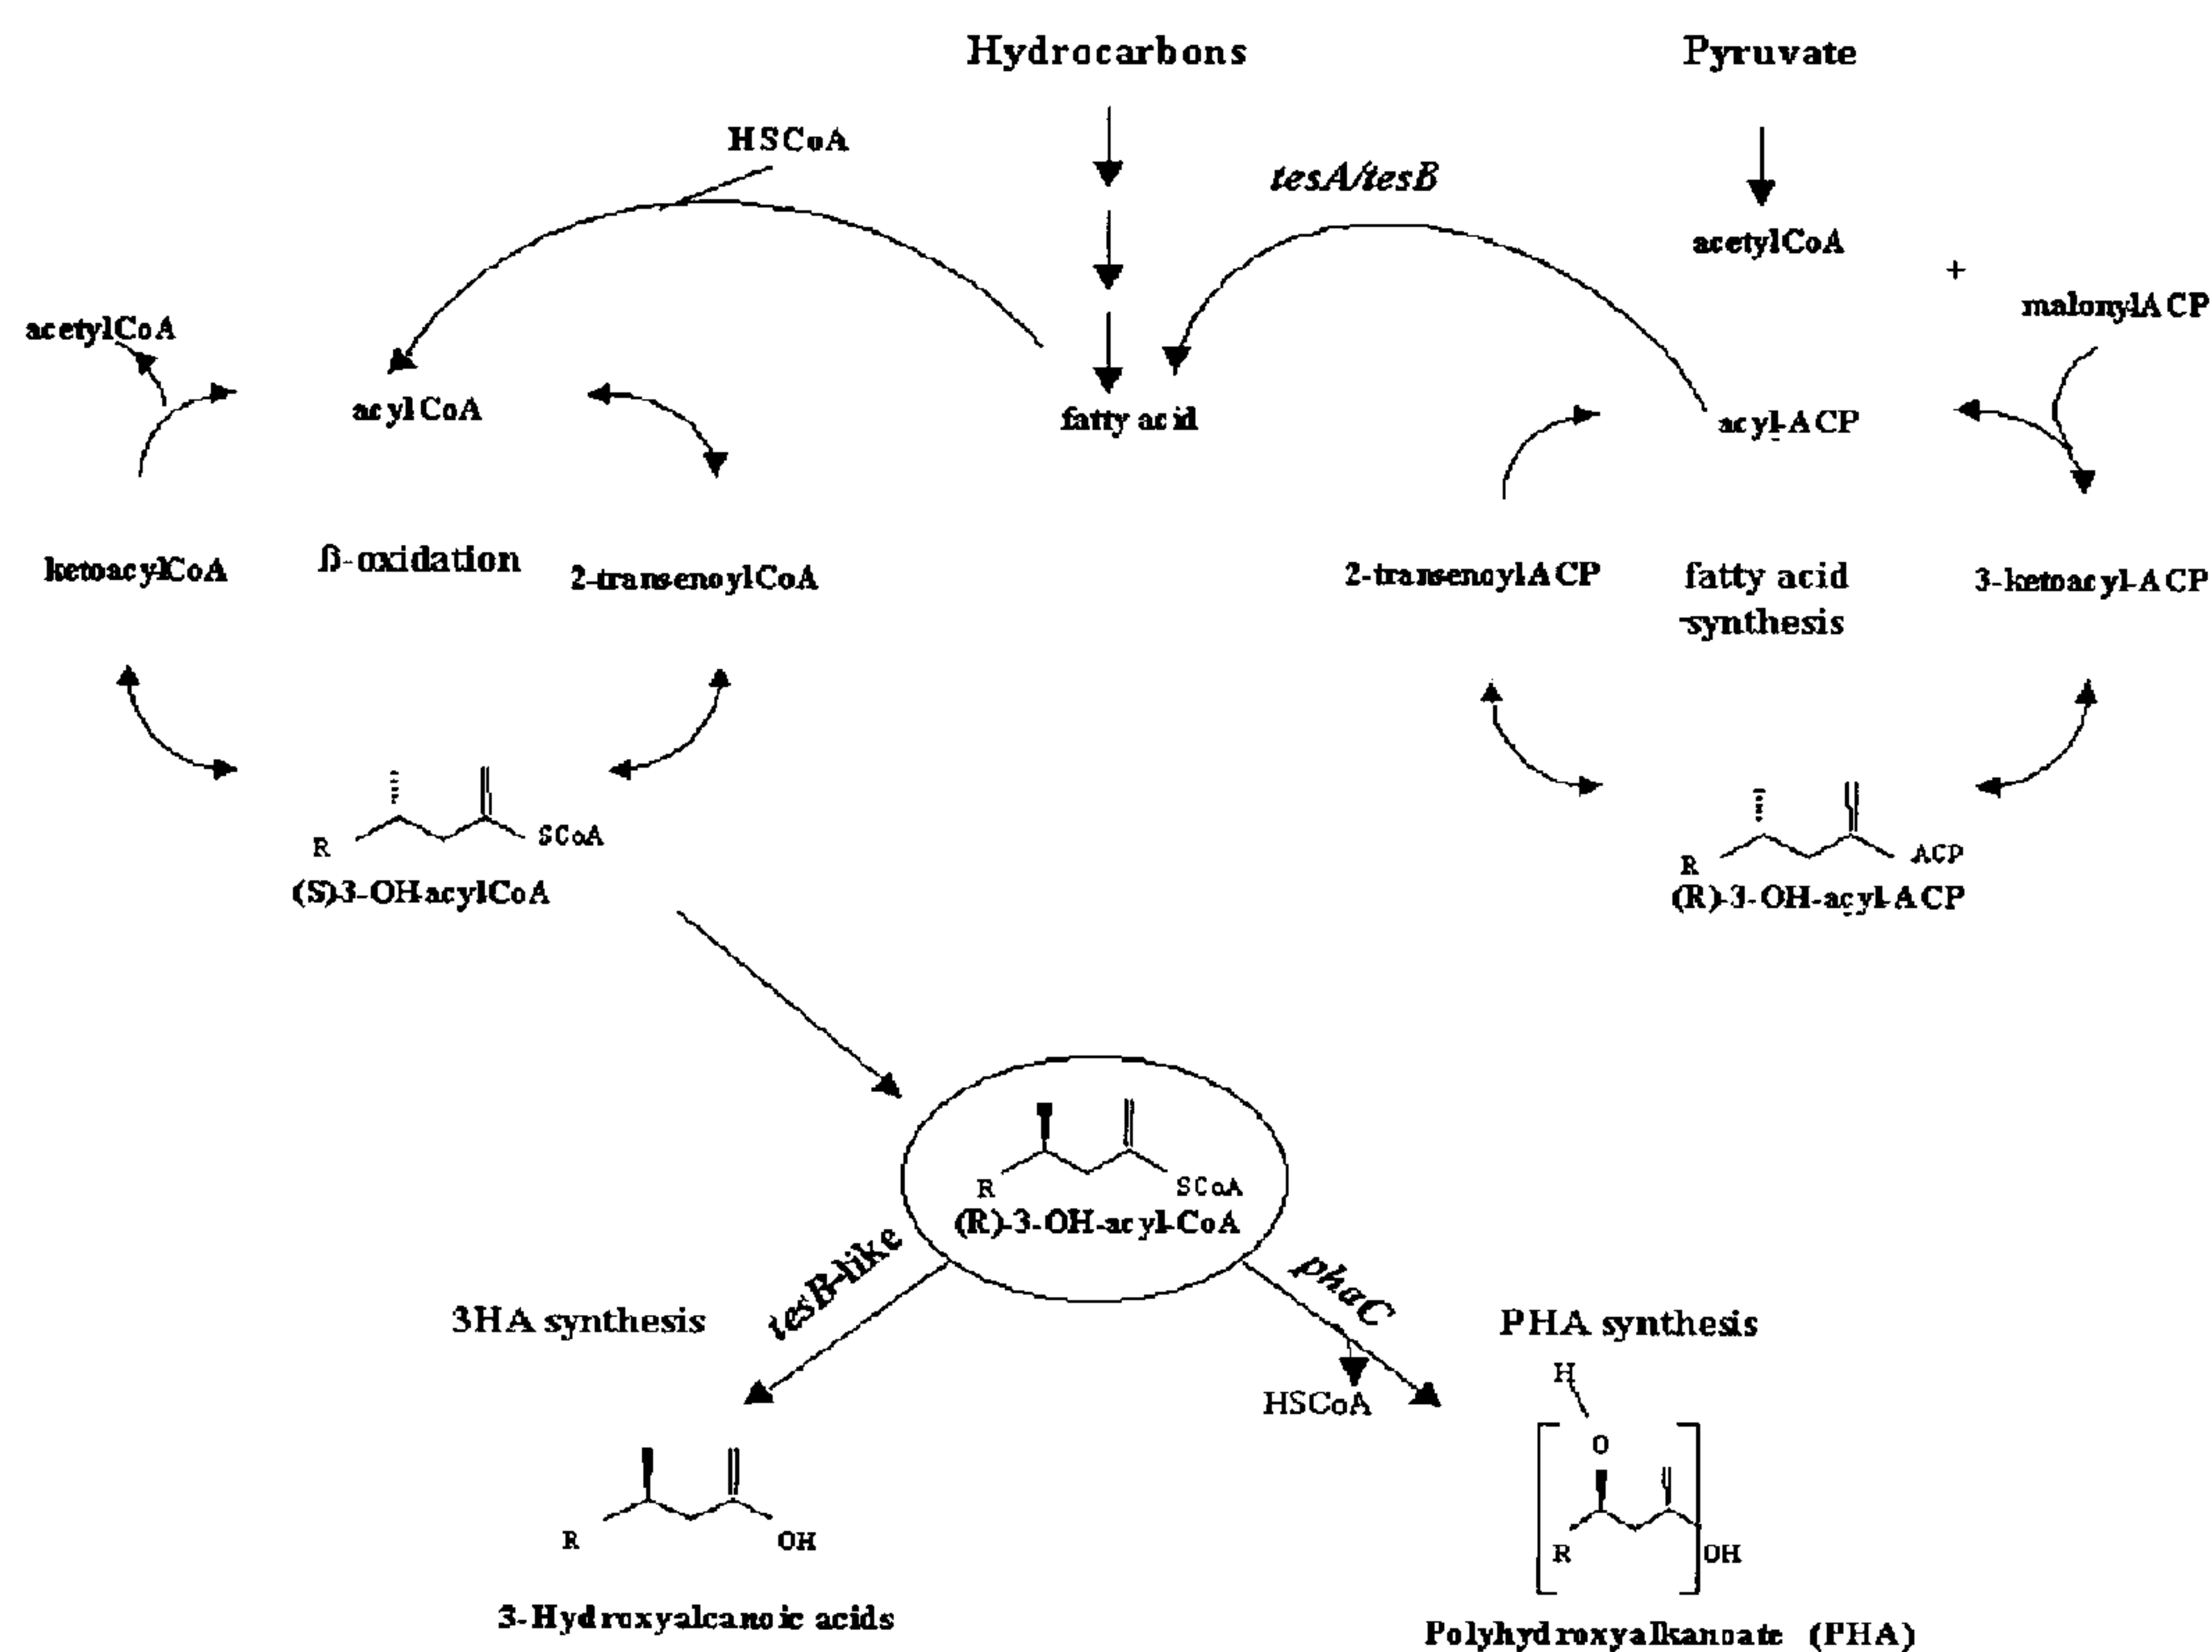 Hydrocarbons
Pyruvate
HSCoA
tesA/tesB
acetylCoA
+
malonylACP
acetylCoA
acylCoA
fatty acid
acyl-ACP
ketoacylCoA
ß-oxidation
2-transenoylCoA
2-transenoylACP
fatty acid
-synthesis
3-ketoacyl-ACP
R
SCoA
(S)-3-OHacylCoA
R
ACP
(R)-3-OH-acyl-ACP
R
SCoA
(R)-3-OH-acyl-CoA
tesB-like
phaC
3HA synthesis
PHA synthesis
HSCoA
H
O
R
OH
R
OH
3-Hydroxyalcanoic acids
Polyhydroxyalkanoate (PHA)